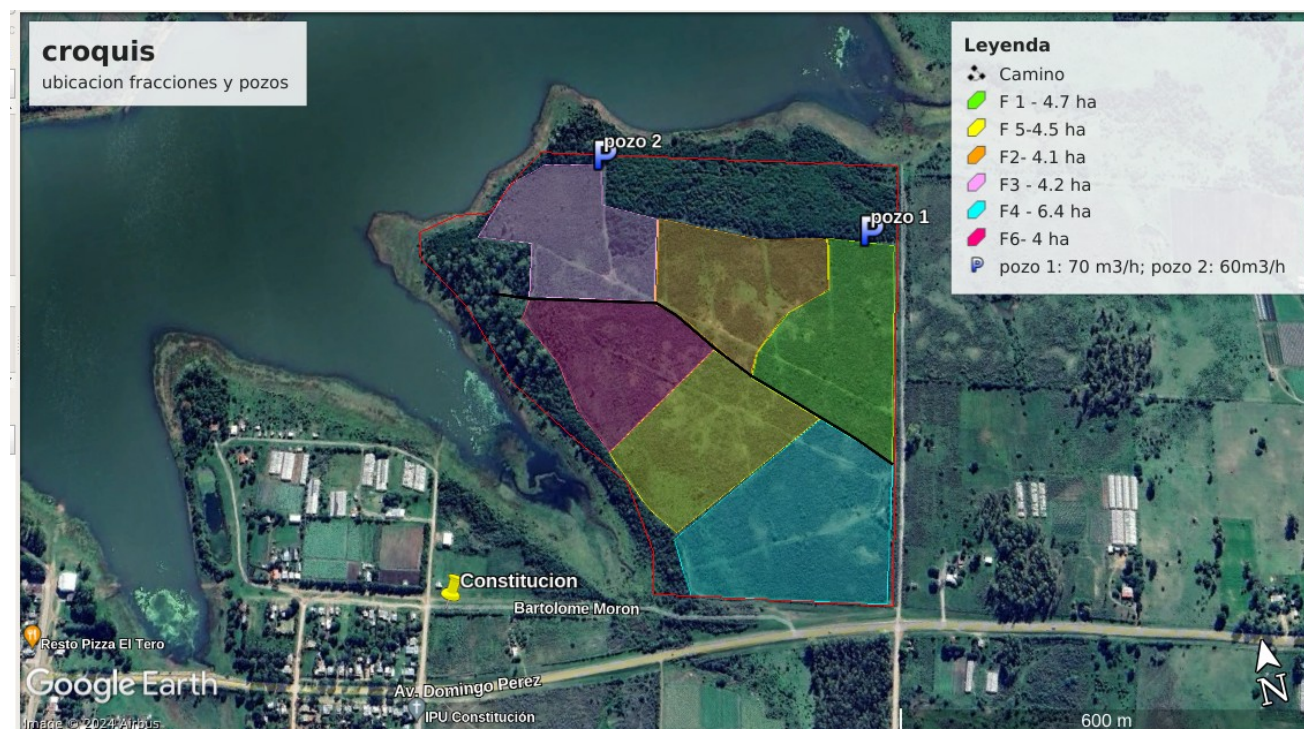 croquis
ubicacion fracciones y pozos
Leyenda
Camino
F 1 - 4.7 ha
F 5-4.5 ha
F2- 4.1 ha
F3 - 4.2 ha
F4 - 6.4 ha
F6- 4 ha
pozo 1: 70 m3/h; pozo 2: 60m3/h
pozo 2
pozo 1
Constitucion
Bartolome Moron
Resto Pizza El Tero
Google Earth
Av. Domingo Perez
IPU Constitución
Image © 2024 Airbus
600 m
N